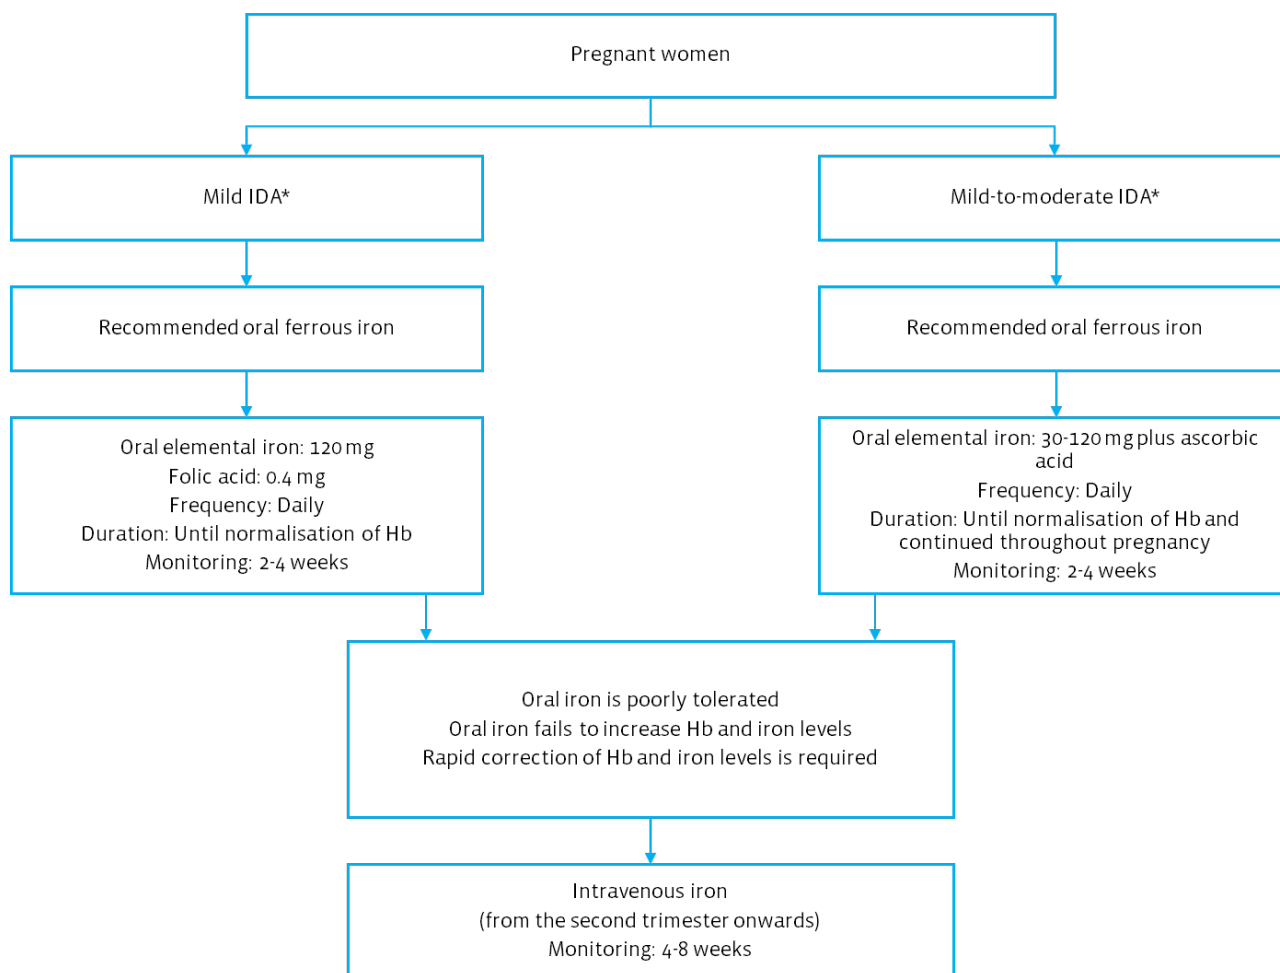 Pregnant women
Mild IDA*
Mild-to-moderate IDA*
Recommended oral ferrous iron
Recommended oral ferrous iron
Oral elemental iron: 120 mg
Folic acid: 0.4 mg
Frequency: Daily
Duration: Until normalisation of Hb
Monitoring: 2-4 weeks
Oral elemental iron: 30-120 mg plus ascorbic
acid
Frequency: Daily
Duration: Until normalisation of Hb and
continued throughout pregnancy
Monitoring: 2-4 weeks
Oral iron is poorly tolerated
Oral iron fails to increase Hb and iron levels
Rapid correction of Hb and iron levels is required
Intravenous iron
(from the second trimester onwards)
Monitoring: 4-8 weeks